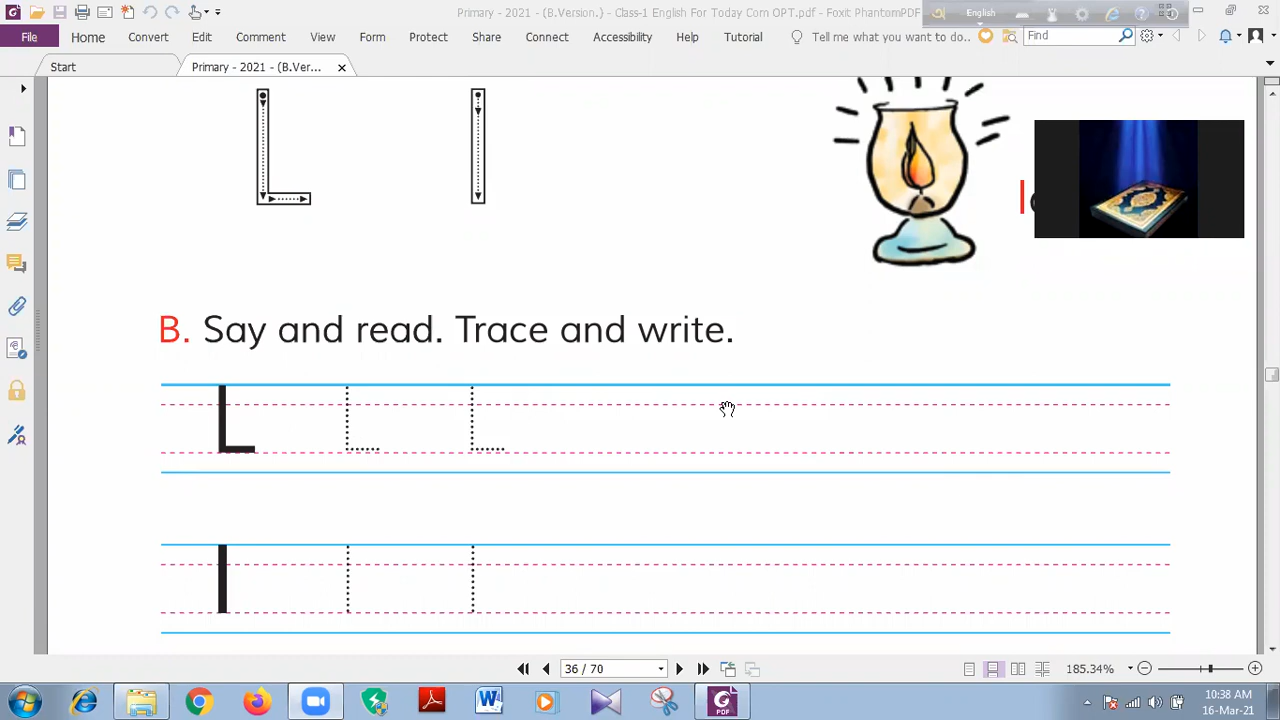 Primary - 2021 - (B.Version.) - Class-1 English For Today Com OPT.pdf - Foxit PhantomPDF
English
File Home Convert Edit Comment View Form Protect Share Connect Accessibility Help Tutorial Tell me what you want to do.. Find
Start Primary - 2021 - (B.Ver...
L l
l
B. Say and read. Trace and write.
L L L
l l l
36 / 70
185.34%
PDF
10:38 AM
16-Mar-21